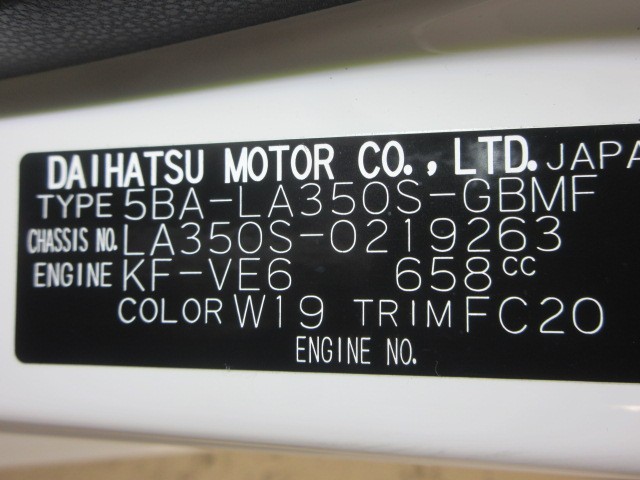 DAIHATSU MOTOR CO., LTD. JAPA
TYPE 5BA-LA350S-GBMF
CHASSIS NO. LA350S-0219263
ENGINE KF-VE6 658cc
COLOR W19 TRIM FC20
ENGINE NO.